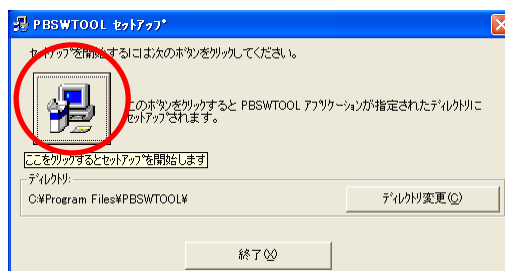 PBSWTOOL ｾｯﾄｱｯﾌﾟ
ｾｯﾄｱｯﾌﾟを開始するには次のﾎﾞﾀﾝをｸﾘｯｸしてください。
このﾎﾞﾀﾝをｸﾘｯｸすると PBSWTOOL ｱﾌﾟﾘｹｰｼｮﾝが指定されたﾃﾞｨﾚｸﾄﾘに
ｾｯﾄｱｯﾌﾟされます。
ここをｸﾘｯｸするとｾｯﾄｱｯﾌﾟを開始します
ﾃﾞｨﾚｸﾄﾘ:
C:¥Program Files¥PBSWTOOL¥
ﾃﾞｨﾚｸﾄﾘ変更(C)
終了(X)